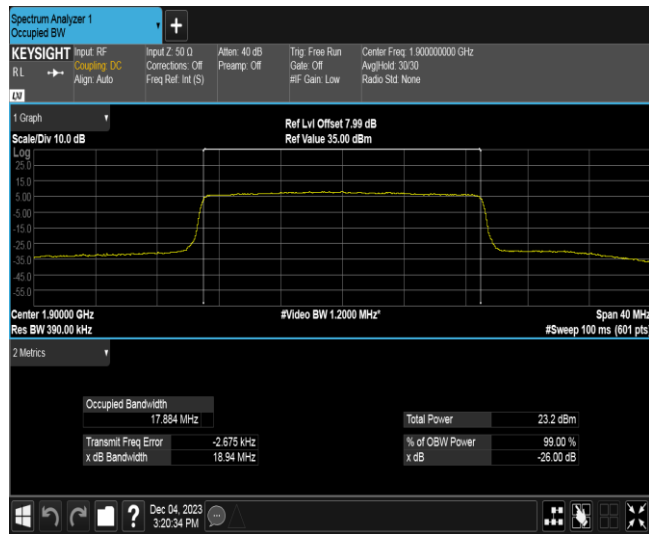 Spectrum Analyzer 1
Occupied BW
+
KEYSIGHT
R L
LXI
Input: RF
Coupling: DC
Align: Auto
Input Z: 50 Ω
Corrections: Off
Freq Ref: Int (S)
Atten: 40 dB
Preamp: Off
Trig: Free Run
Gate: Off
#IF Gain: Low
Center Freq: 1.900000000 GHz
Avg|Hold: 30/30
Radio Std: None
1 Graph
Scale/Div 10.0 dB
Ref Lvl Offset 7.99 dB
Ref Value 35.00 dBm
Log
25.0
15.0
5.00
-5.00
-15.0
-25.0
-35.0
-45.0
-55.0
Center 1.90000 GHz
Res BW 390.00 kHz
#Video BW 1.2000 MHz*
Span 40 MHz
#Sweep 100 ms (601 pts)
2 Metrics
Occupied Bandwidth
17.884 MHz
Transmit Freq Error -2.675 kHz
x dB Bandwidth 18.94 MHz
Total Power 23.2 dBm
% of OBW Power 99.00 %
x dB -26.00 dB
?
Dec 04, 2023
3:20:34 PM